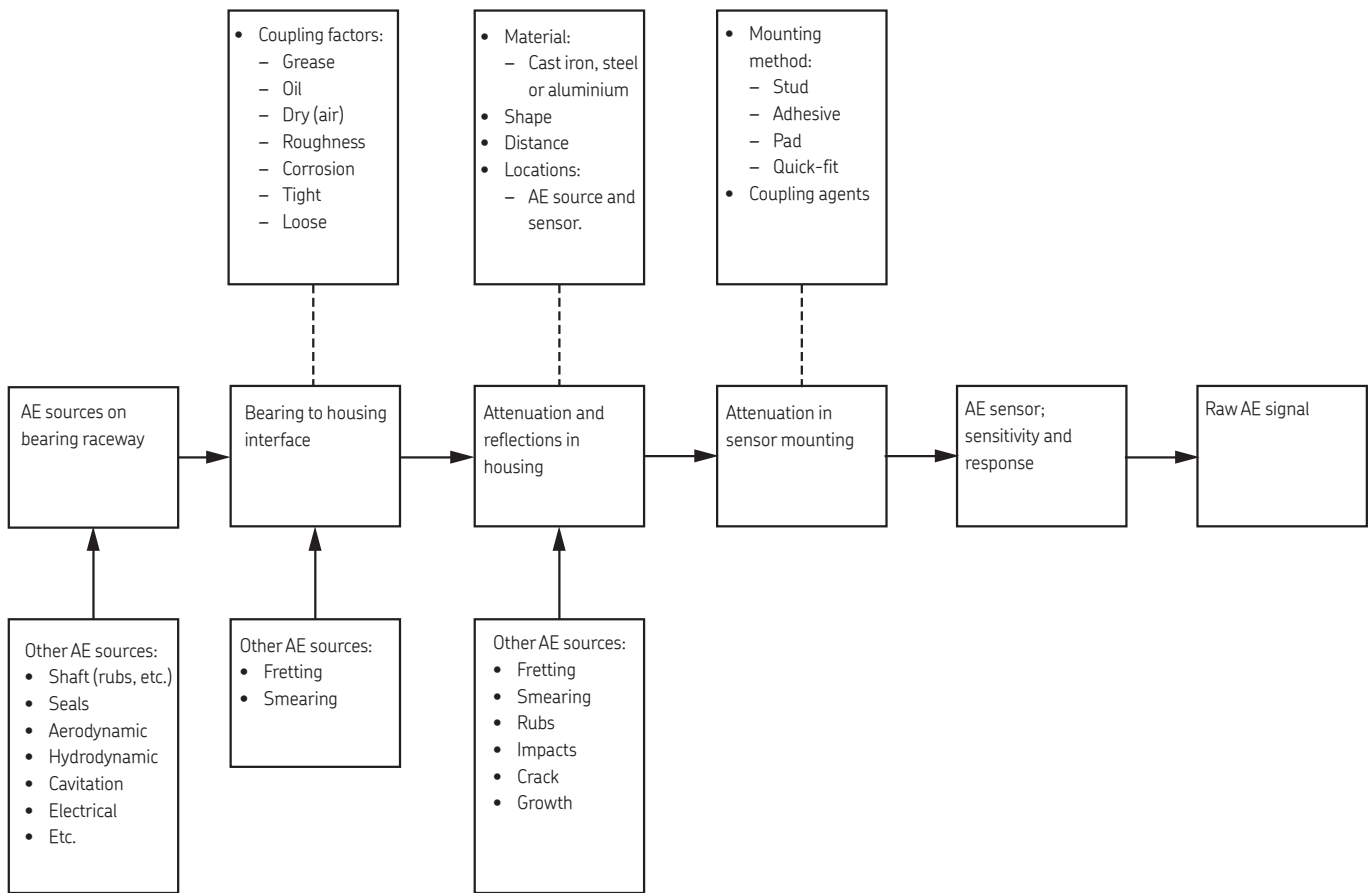 • Coupling factors:
– Grease
– Oil
– Dry (air)
– Roughness
– Corrosion
– Tight
– Loose
• Material:
– Cast iron, steel
or aluminium
• Shape
• Distance
• Locations:
– AE source and
sensor.
• Mounting
method:
– Stud
– Adhesive
– Pad
– Quick-fit
• Coupling agents
AE sources on
bearing raceway
Bearing to housing
interface
Attenuation and
reflections in
housing
Attenuation in
sensor mounting
AE sensor;
sensitivity and
response
Raw AE signal
Other AE sources:
• Shaft (rubs, etc.)
• Seals
• Aerodynamic
• Hydrodynamic
• Cavitation
• Electrical
• Etc.
Other AE sources:
• Fretting
• Smearing
Other AE sources:
• Fretting
• Smearing
• Rubs
• Impacts
• Crack
• Growth